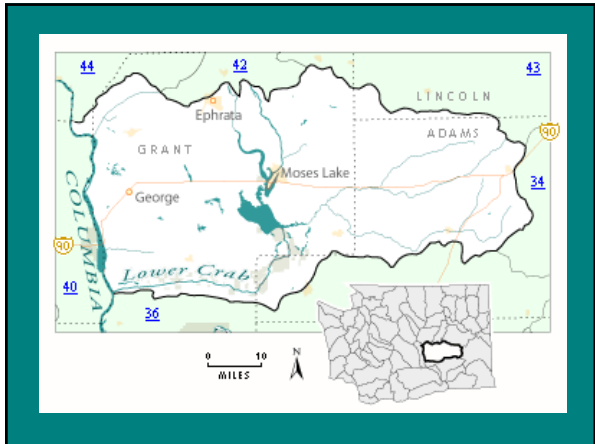 44
42
43
LINCOLN
Ephrata
ADAMS
90
GRANT
Moses Lake
34
George
COLUMBIA
90
Lower Crab
40
36
0 10
MILES
N